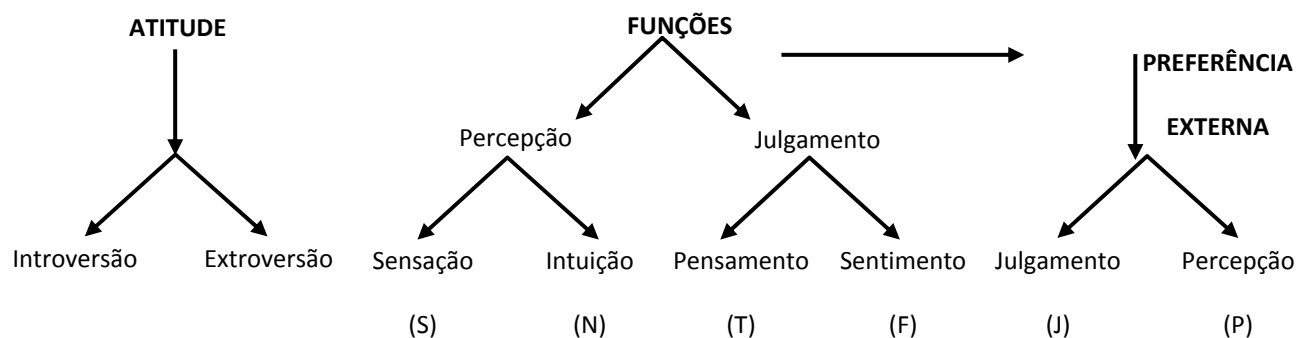 ATITUDE
FUNÇÕES
PREFERÊNCIA
EXTERNA
Percepção Julgamento
Introversão Extroversão Sensação Intuição Pensamento Sentimento Julgamento Percepção
(S) (N) (T) (F) (J) (P)